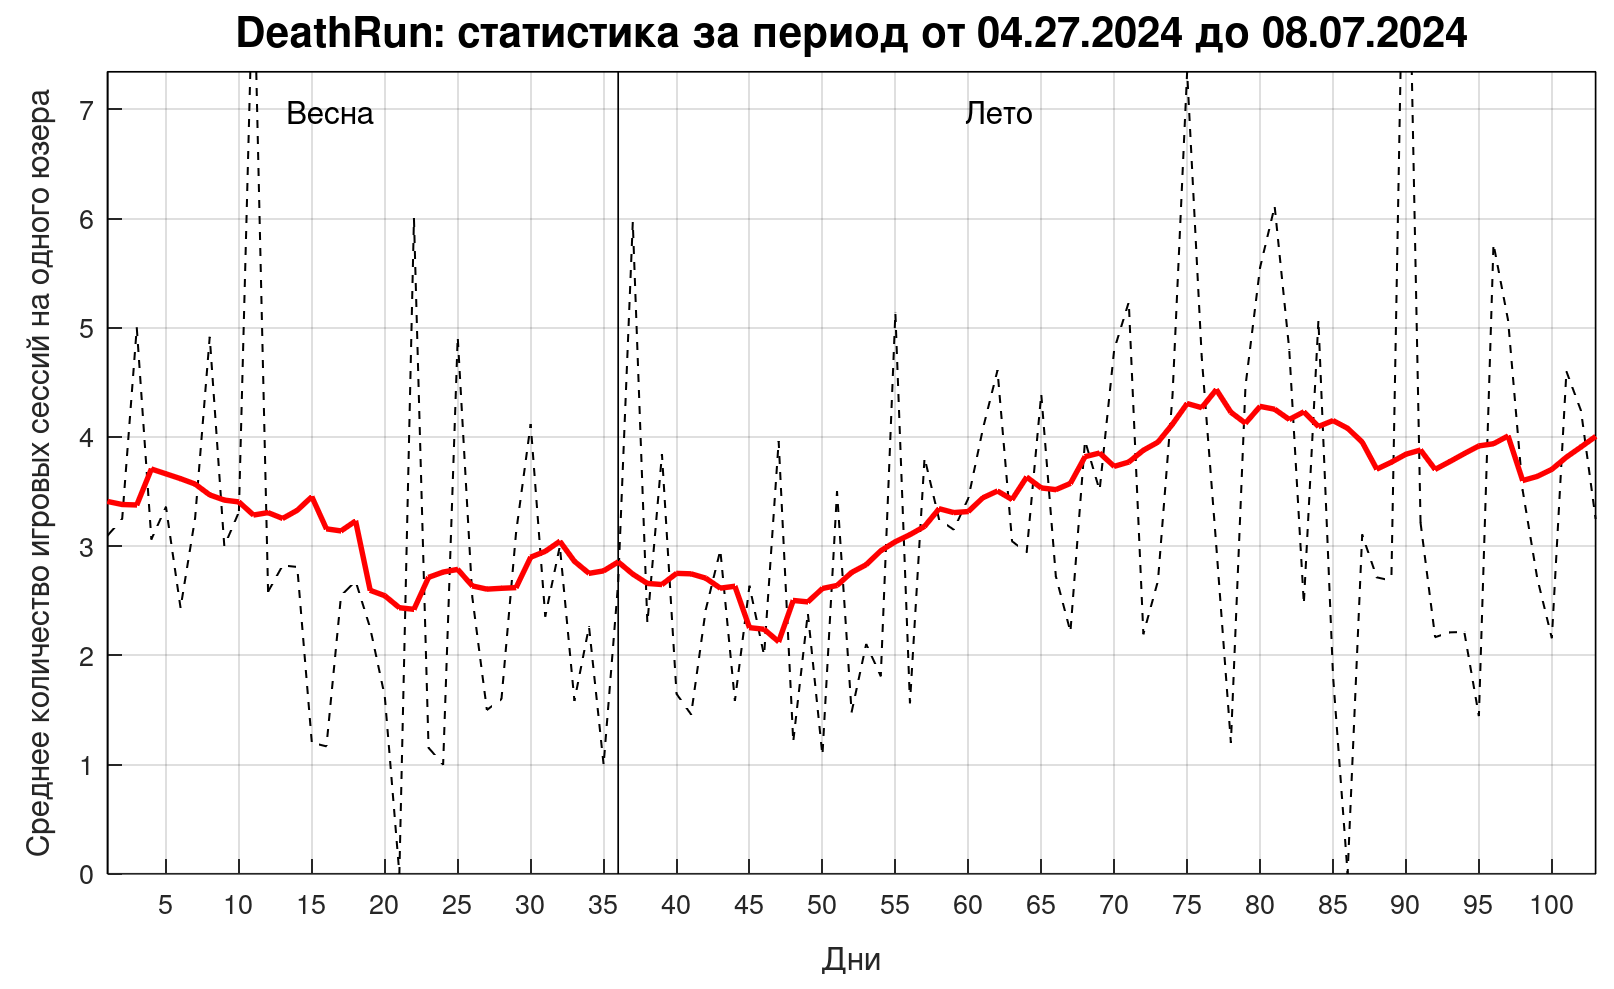 DeathRun: статистика за период от 04.27.2024 до 08.07.2024
Среднее количество игровых сессий на одного юзера
Весна
Лето
7
6
5
4
3
2
1
0
5 10 15 20 25 30 35 40 45 50 55 60 65 70 75 80 85 90 95 100
Дни